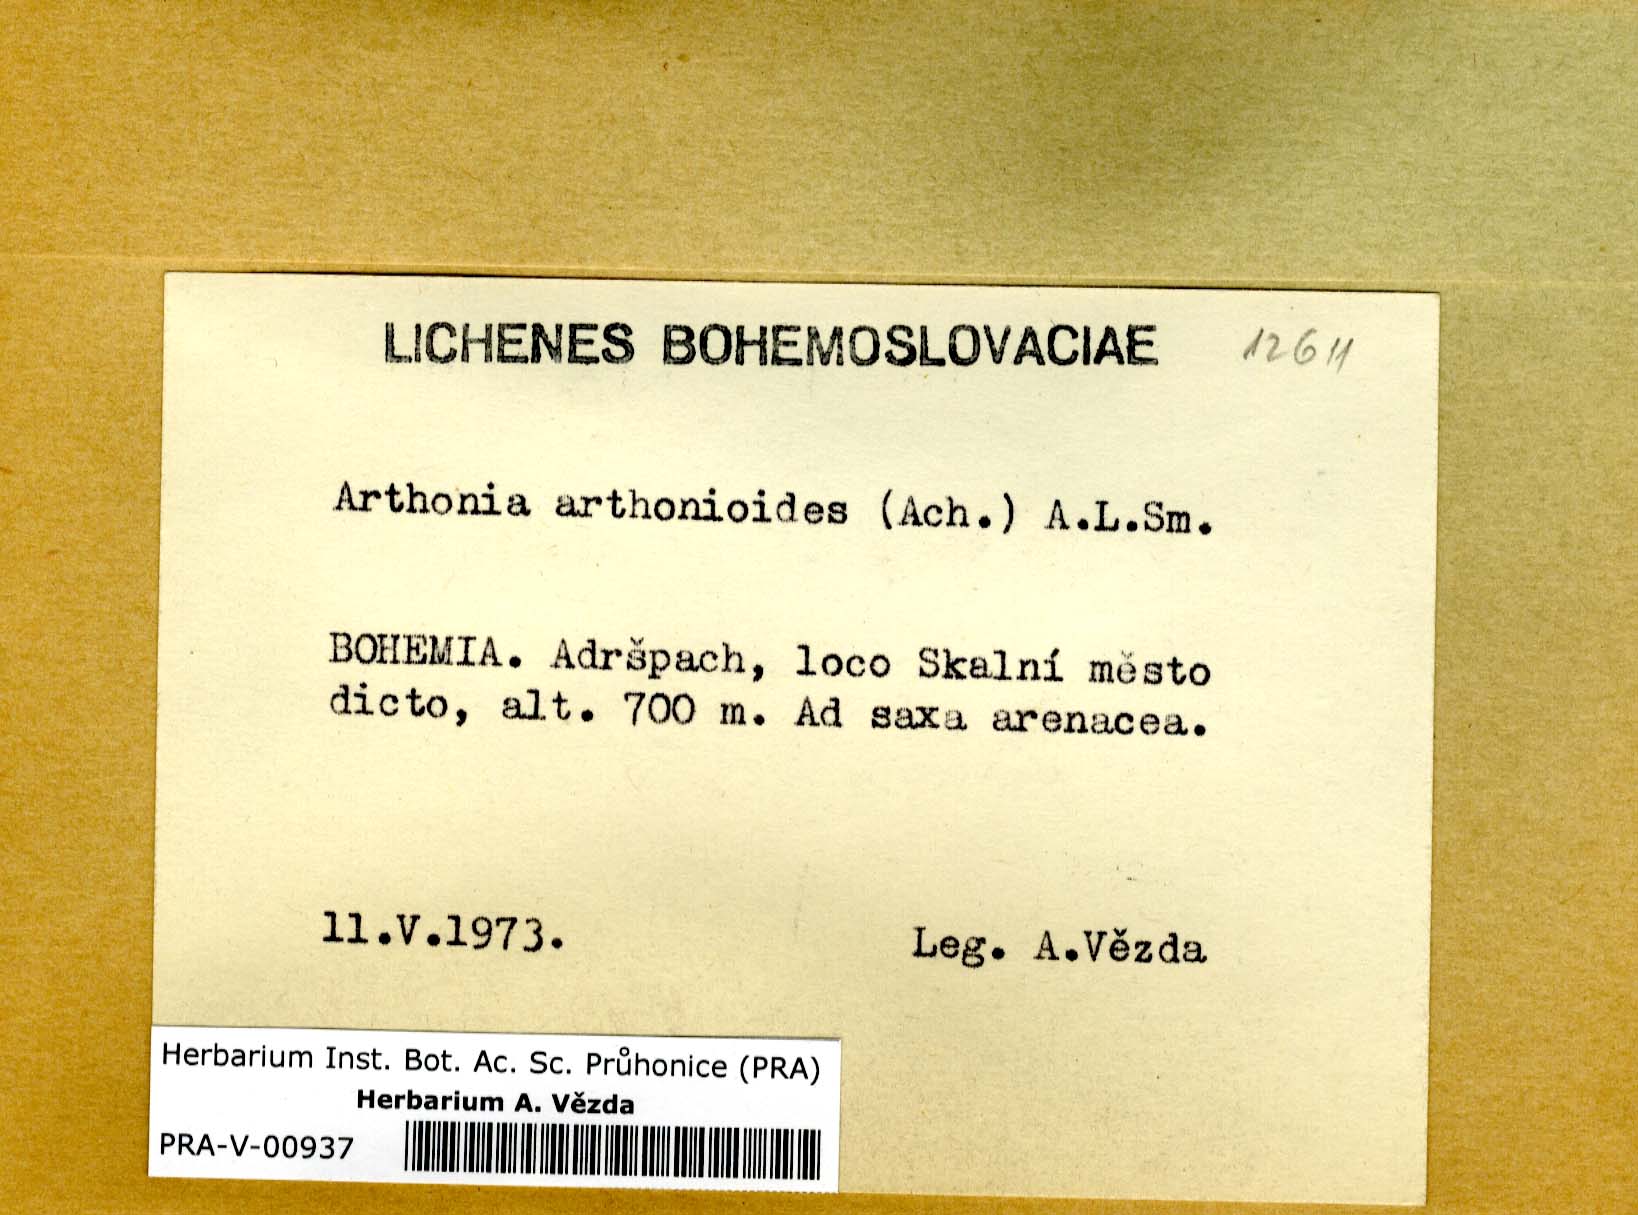 LICHENES BOHEMOSLOVACIAE 12611
Arthonia arthonioides (Ach.) A.L.Sm.
BOHEMIA. Adršpach, loco Skalní město
dicto, alt. 700 m. Ad saxa arenacea.
11.V.1973. Leg. A.Vězda
Herbarium Inst. Bot. Ac. Sc. Průhonice (PRA)
Herbarium A. Vězda
PRA-V-00937